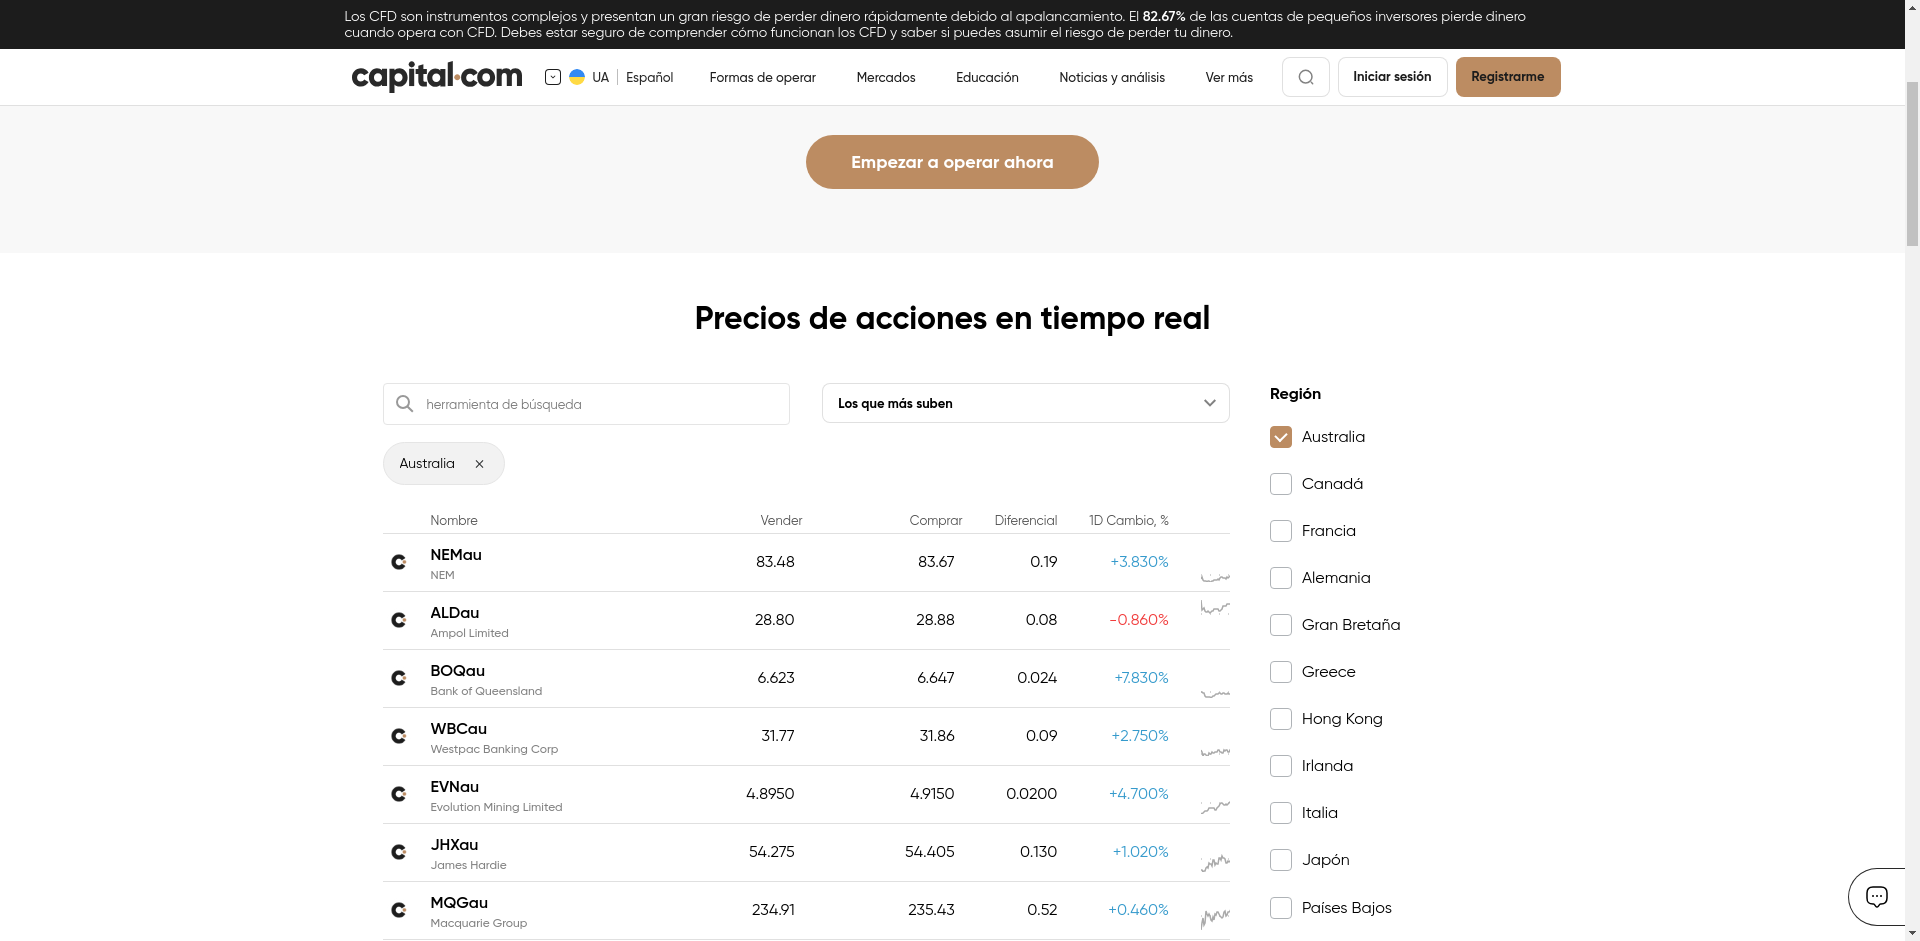 Los CFD son instrumentos complejos y presentan un gran riesgo de perder dinero rápidamente debido al apalancamiento. El 82.67% de las cuentas de pequeños inversores pierde dinero
cuando opera con CFD. Debes estar seguro de comprender cómo funcionan los CFD y saber si puedes asumir el riesgo de perder tu dinero.
capital.com UA Español Formas de operar Mercados Educación Noticias y análisis Ver más Iniciar sesión Registrarme
Empezar a operar ahora
Precios de acciones en tiempo real
herramienta de búsqueda Los que más suben
Australia
Nombre Vender Comprar Diferencial 1D Cambio, %
NEMau 83.48 83.67 0.19 +3.830%
NEM
ALDau 28.80 28.88 0.08 -0.860%
Ampol Limited
BOQau 6.623 6.647 0.024 +7.830%
Bank of Queensland
WBCau 31.77 31.86 0.09 +2.750%
Westpac Banking Corp
EVNau 4.8950 4.9150 0.0200 +4.700%
Evolution Mining Limited
JHXau 54.275 54.405 0.130 +1.020%
James Hardie
MQGau 234.91 235.43 0.52 +0.460%
Macquarie Group
Región
Australia
Canadá
Francia
Alemania
Gran Bretaña
Greece
Hong Kong
Irlanda
Italia
Japón
Países Bajos